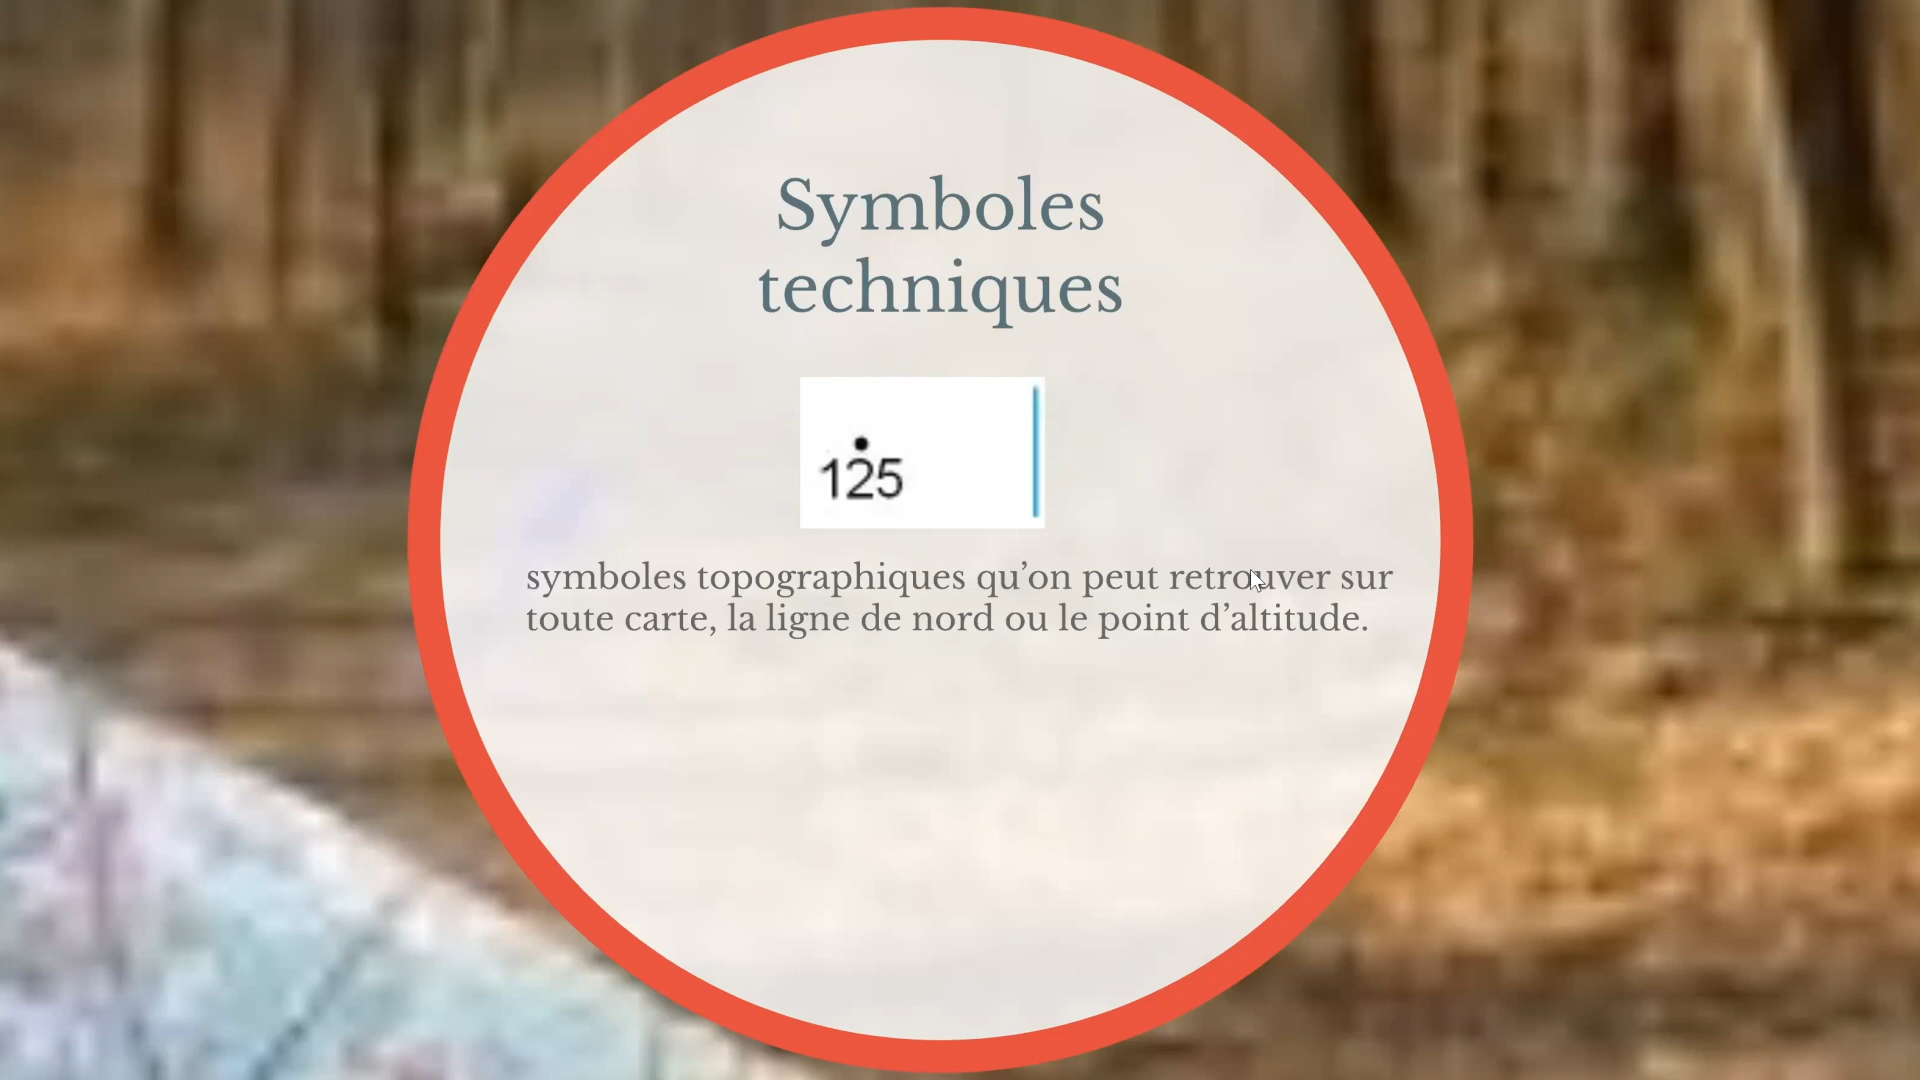 Symboles
techniques
125
symboles topographiques qu’on peut retrouver sur
toute carte, la ligne de nord ou le point d’altitude.